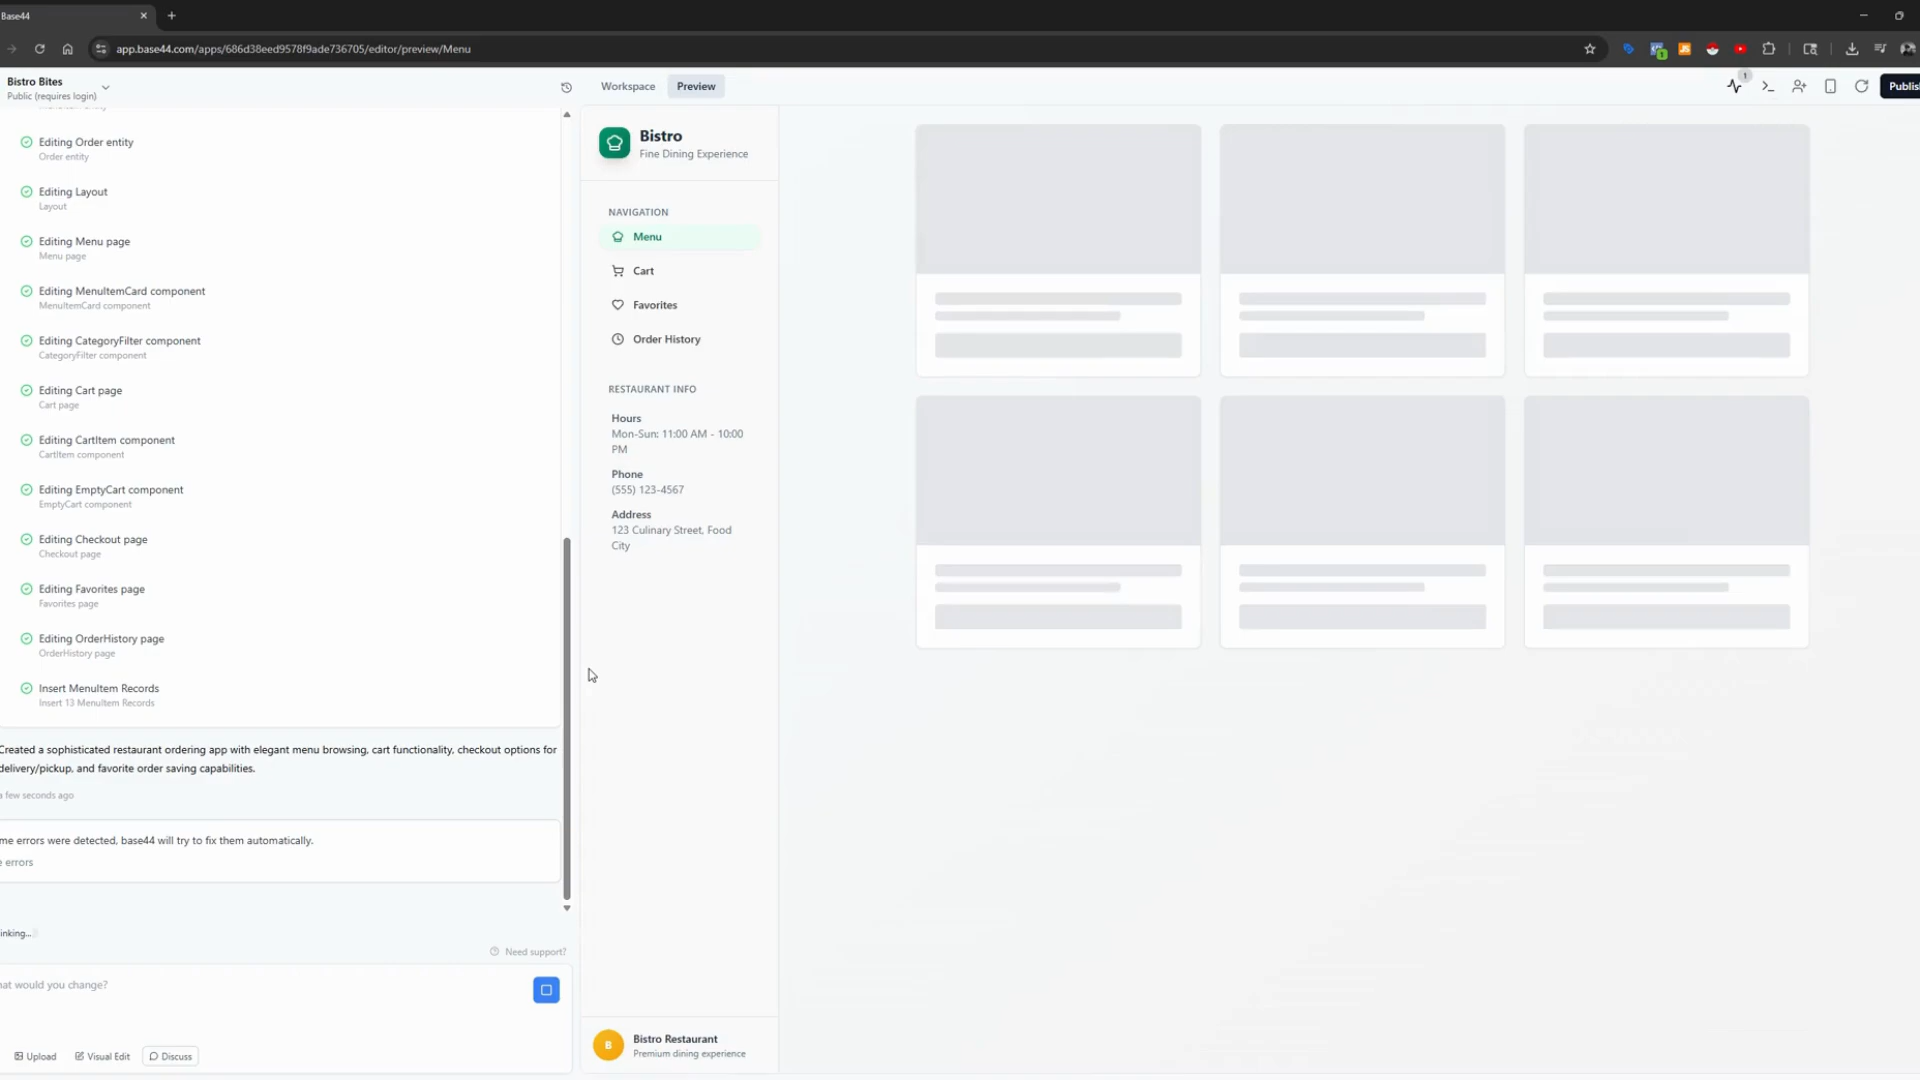 Base44
app.base44.com/apps/686d38eed9578f9ade736705/editor/preview/Menu
Bistro Bites
Public (requires login)
Workspace
Preview
1
Publish
Editing Order entity
Order entity
Editing Layout
Layout
Editing Menu page
Menu page
Editing MenuItemCard component
MenuItemCard component
Editing CategoryFilter component
CategoryFilter component
Editing Cart page
Cart page
Editing CartItem component
CartItem component
Editing EmptyCart component
EmptyCart component
Editing Checkout page
Checkout page
Editing Favorites page
Favorites page
Editing OrderHistory page
OrderHistory page
Insert MenuItem Records
Insert 13 MenuItem Records
Created a sophisticated restaurant ordering app with elegant menu browsing, cart functionality, checkout options for
delivery/pickup, and favorite order saving capabilities.
a few seconds ago
me errors were detected, base44 will try to fix them automatically.
e errors
inking...
Need support?
hat would you change?
Upload
Visual Edit
Discuss
Bistro
Fine Dining Experience
NAVIGATION
Menu
Cart
Favorites
Order History
RESTAURANT INFO
Hours
Mon-Sun: 11:00 AM - 10:00
PM
Phone
(555) 123-4567
Address
123 Culinary Street, Food
City
B
Bistro Restaurant
Premium dining experience